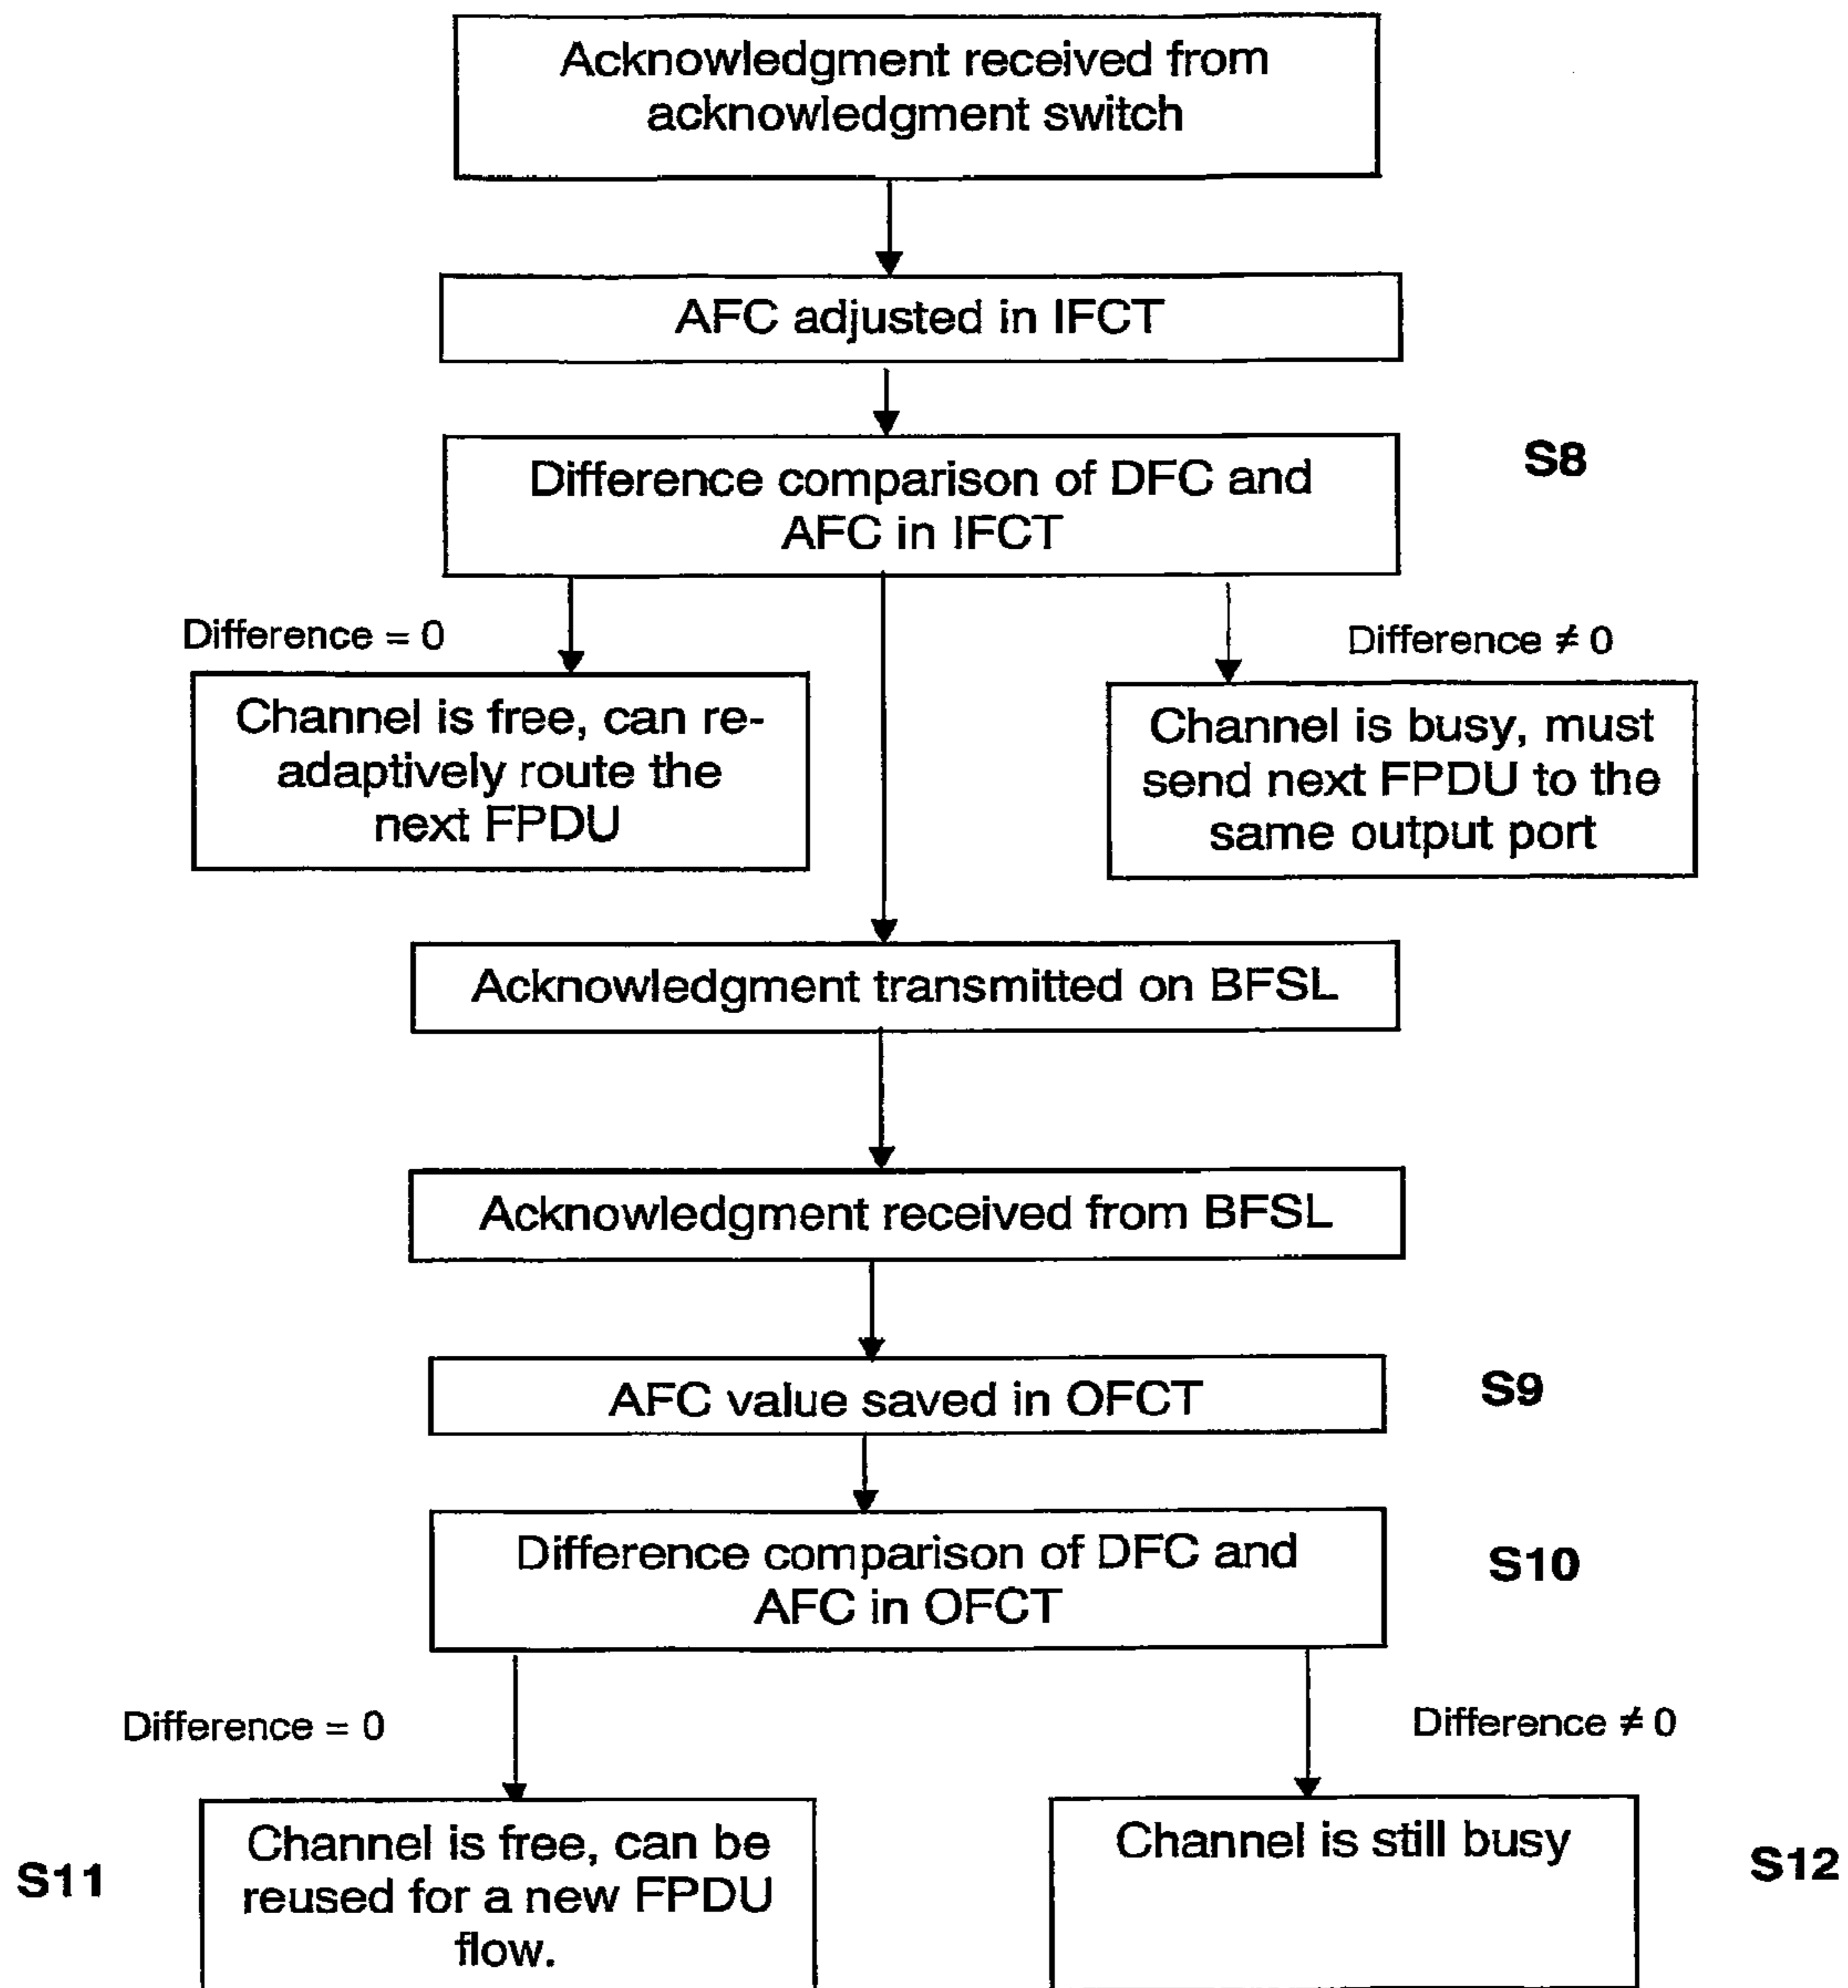 Acknowledgment received from
acknowledgment switch
AFC adjusted in IFCT
Difference comparison of DFC and
AFC in IFCT
S8
Difference = 0
Difference ≠ 0
Channel is free, can re-
adaptively route the
next FPDU
Channel is busy, must
send next FPDU to the
same output port
Acknowledgment transmitted on BFSL
Acknowledgment received from BFSL
AFC value saved in OFCT
S9
Difference comparison of DFC and
AFC in OFCT
S10
Difference = 0
Difference ≠ 0
S11
Channel is free, can be
reused for a new FPDU
flow.
Channel is still busy
S12